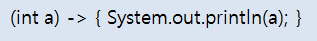 (int a) -> { System.out.println(a); }